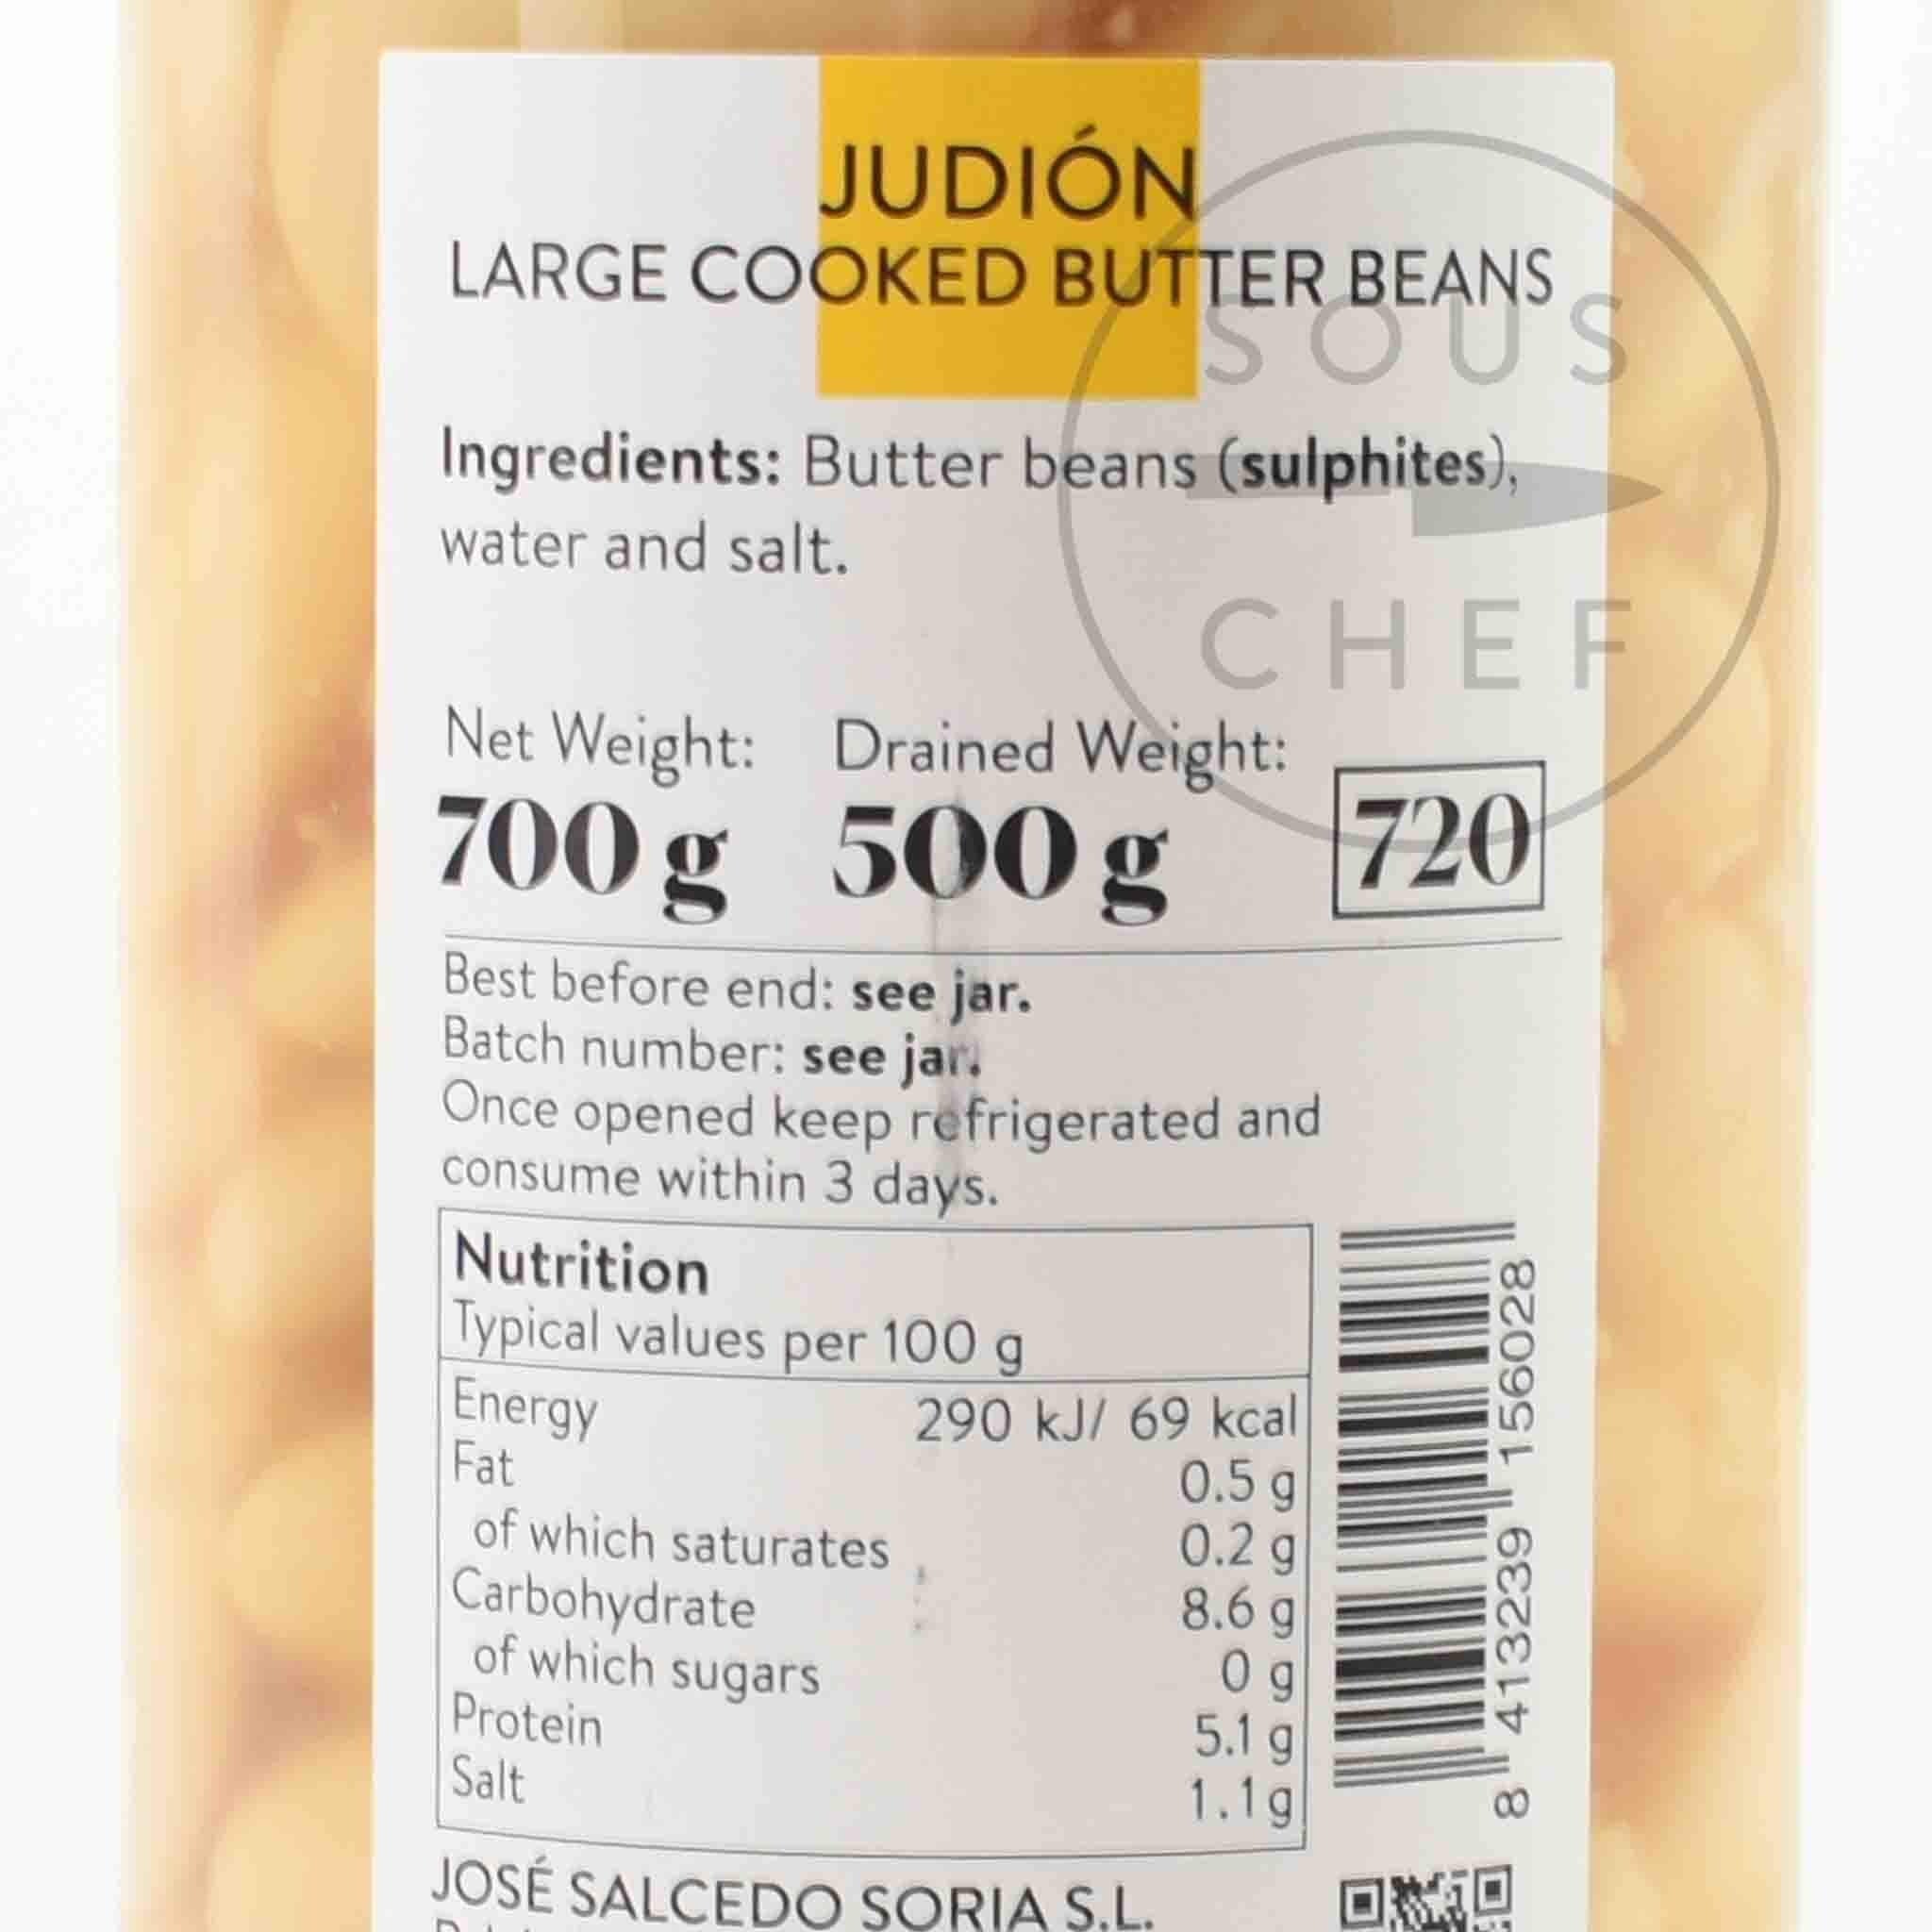 JUDIÓN
LARGE COOKED BUTTER BEANS
SOUS
CHEF
Ingredients: Butter beans (sulphites),
water and salt.
Net Weight: Drained Weight:
700 g 500 g 720
Best before end: see jar.
Batch number: see jar.
Once opened keep refrigerated and
consume within 3 days.
Nutrition
Typical values per 100 g
Energy 290 kJ/ 69 kcal
Fat 0.5 g
of which saturates 0.2 g
Carbohydrate 8.6 g
of which sugars 0 g
Protein 5.1 g
Salt 1.1 g
8 413239 156028
JOSÉ SALCEDO SORIA S.L.